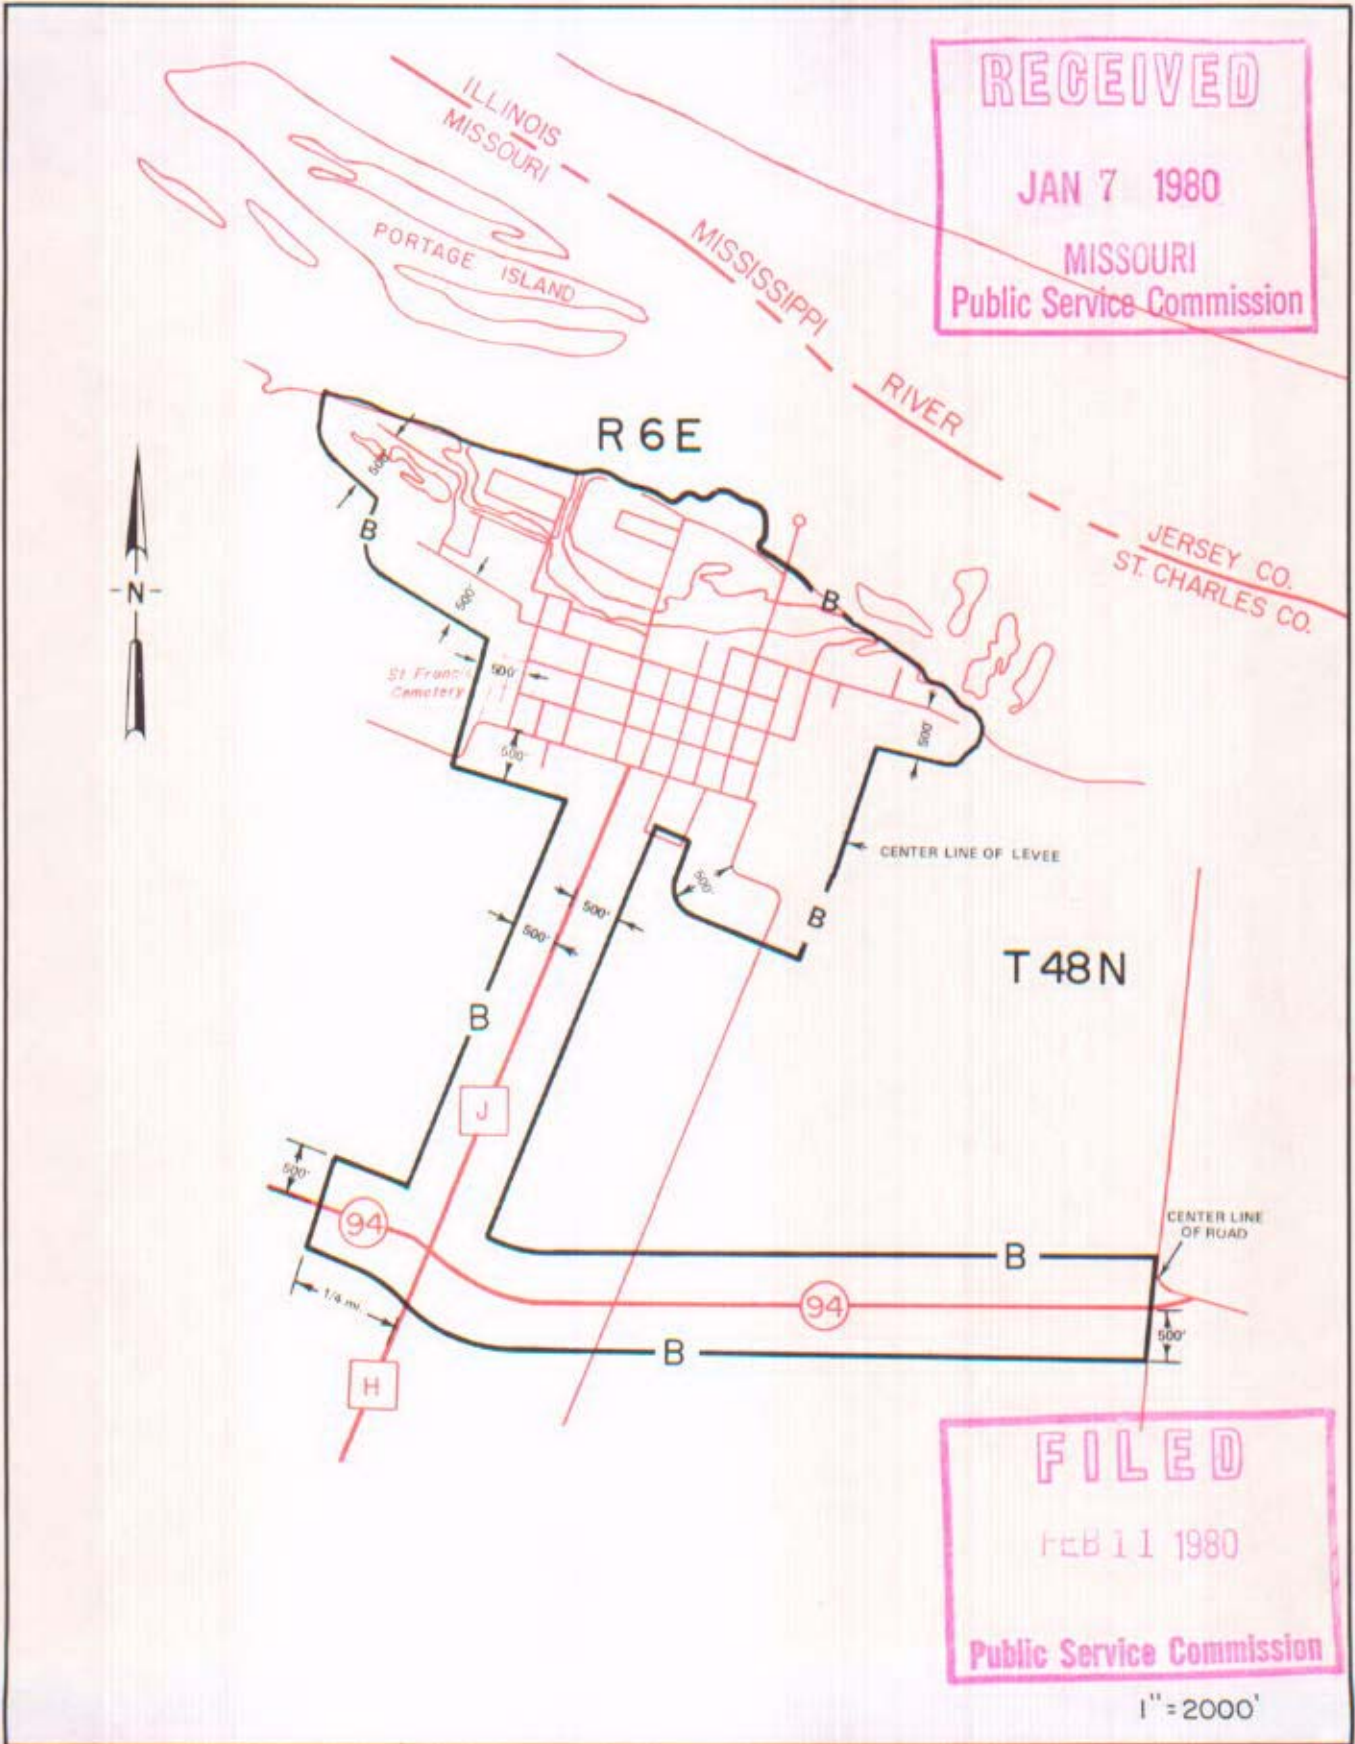 RECEIVED
JAN 7 1980
MISSOURI
Public Service Commission
ILLINOIS
MISSOURI
MISSISSIPPI
RIVER
PORTAGE ISLAND
R 6 E
JERSEY CO.
ST. CHARLES CO.
500'
B
-N-
500'
B
St Francis
Cemetery
500'
500'
500'
CENTER LINE OF LEVEE
500'
500'
500'
B
T 48 N
B
J
500'
94
CENTER LINE
OF ROAD
B
1/4 mi.
94
500'
B
H
FILED
FEB 11 1980
Public Service Commission
1" = 2000'